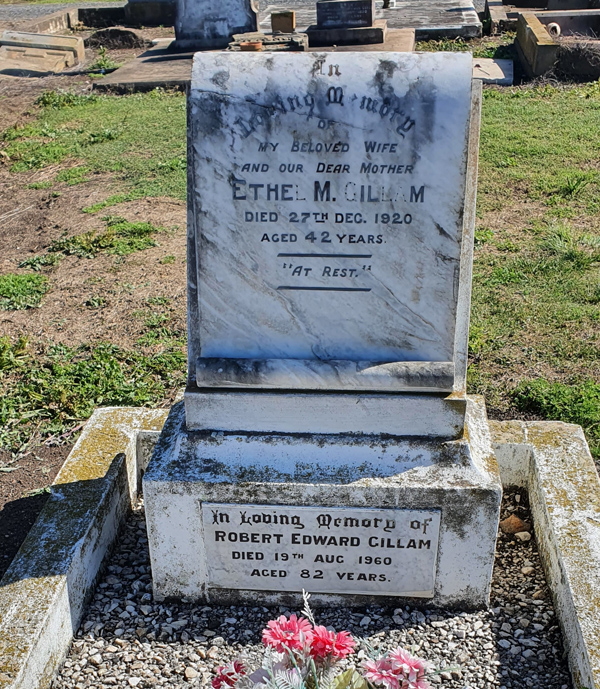 In
Loving Memory
OF
MY BELOVED WIFE
AND OUR DEAR MOTHER
ETHEL M. GILLAM
DIED 27TH DEC. 1920
AGED 42 YEARS.
"AT REST."
In Loving Memory of
ROBERT EDWARD GILLAM
DIED 19TH AUG 1960
AGED 82 YEARS.